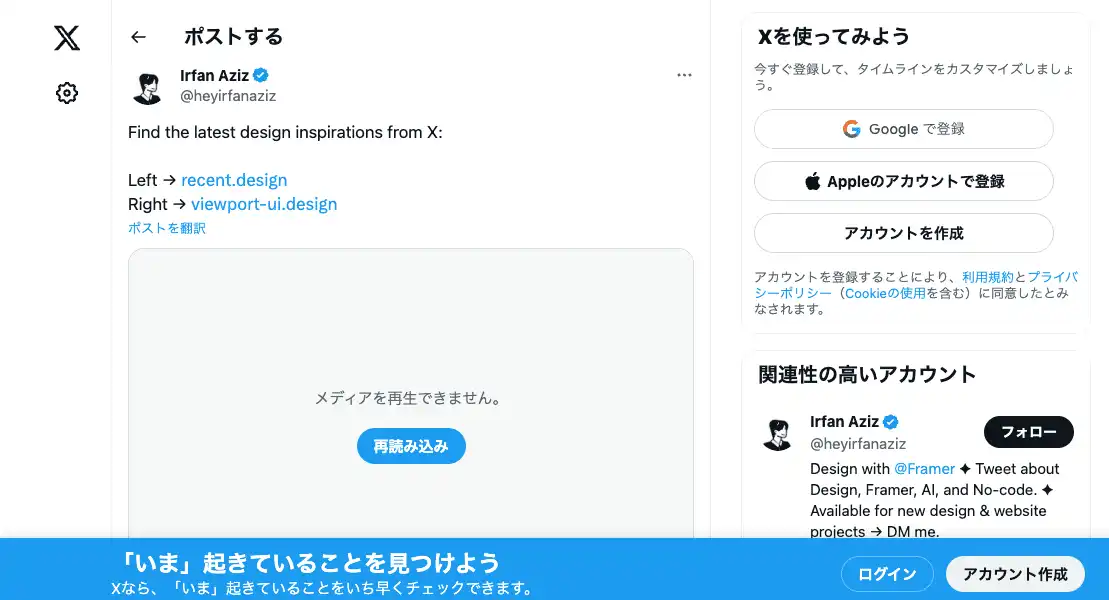 ポストする
Irfan Aziz
@heyirfanaziz
Find the latest design inspirations from X:
Left → recent.design
Right → viewport-ui.design
ポストを翻訳
メディアを再生できません。
再読み込み
Xを使ってみよう
今すぐ登録して、タイムラインをカスタマイズしましょ
う。
Google で登録
Appleのアカウントで登録
アカウントを作成
アカウントを登録することにより、利用規約とプライバ
シーポリシー（Cookieの使用を含む）に同意したとみ
なされます。
関連性の高いアカウント
Irfan Aziz
@heyirfanaziz
フォロー
Design with @Framer ✦ Tweet about
Design, Framer, AI, and No-code. ✦
Available for new design & website
projects → DM me.
「いま」起きていることを見つけよう
Xなら、「いま」起きていることをいち早くチェックできます。
ログイン
アカウント作成